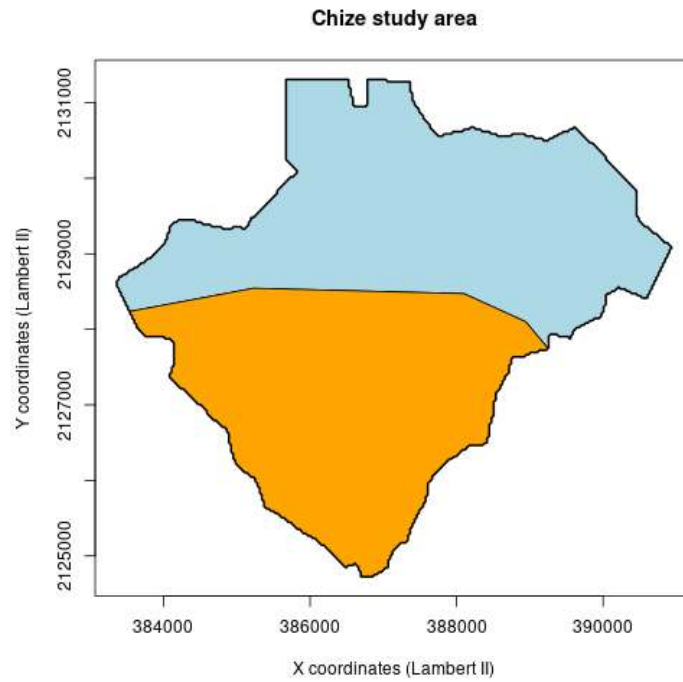 Chize study area
Y coordinates (Lambert II)
2131000
2129000
2127000
2125000
384000 386000 388000 390000
X coordinates (Lambert II)